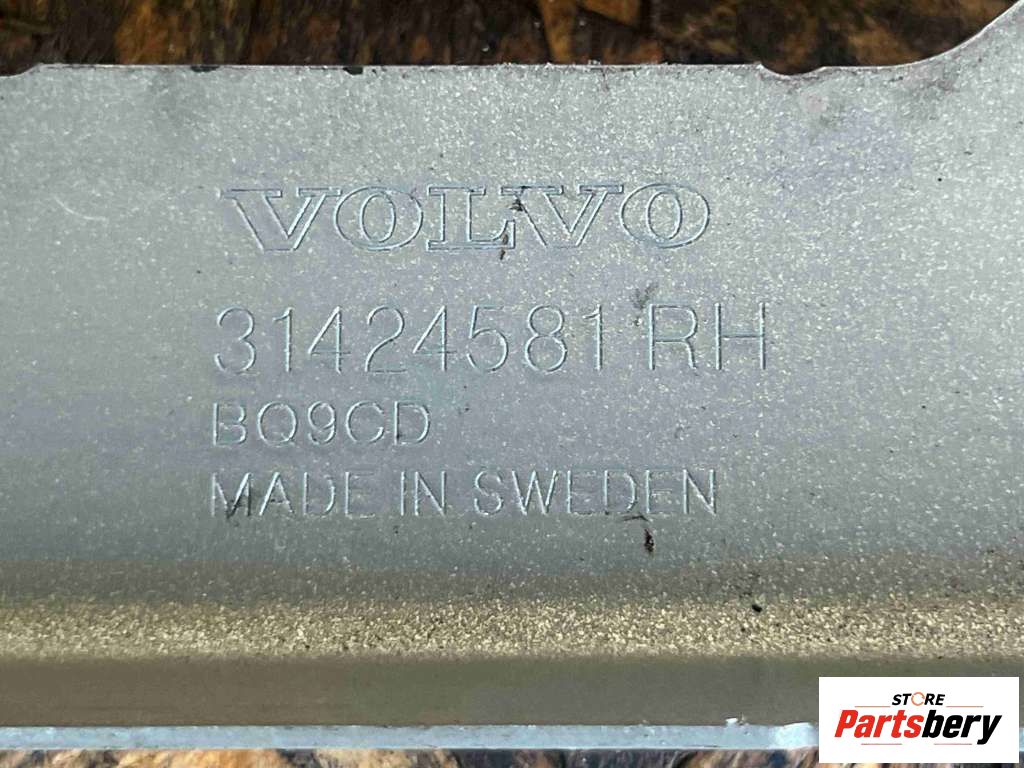 VOLVO
31424581 RH
BQ9CD
MADE IN SWEDEN
STORE
Partsbery